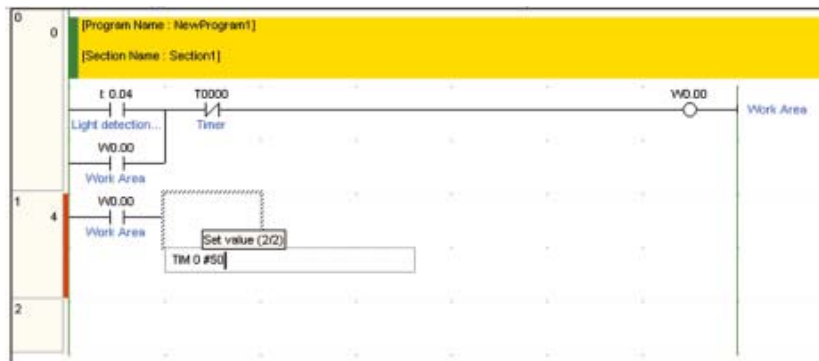 0
0
[Program Name : NewProgram1]
[Section Name : Section1]
I: 0.04 T0000 W0.00
Light detection... Timer Work Area
W0.00
Work Area
1
4
W0.00
Work Area
Set value (2/2)
TIM 0 #50
2